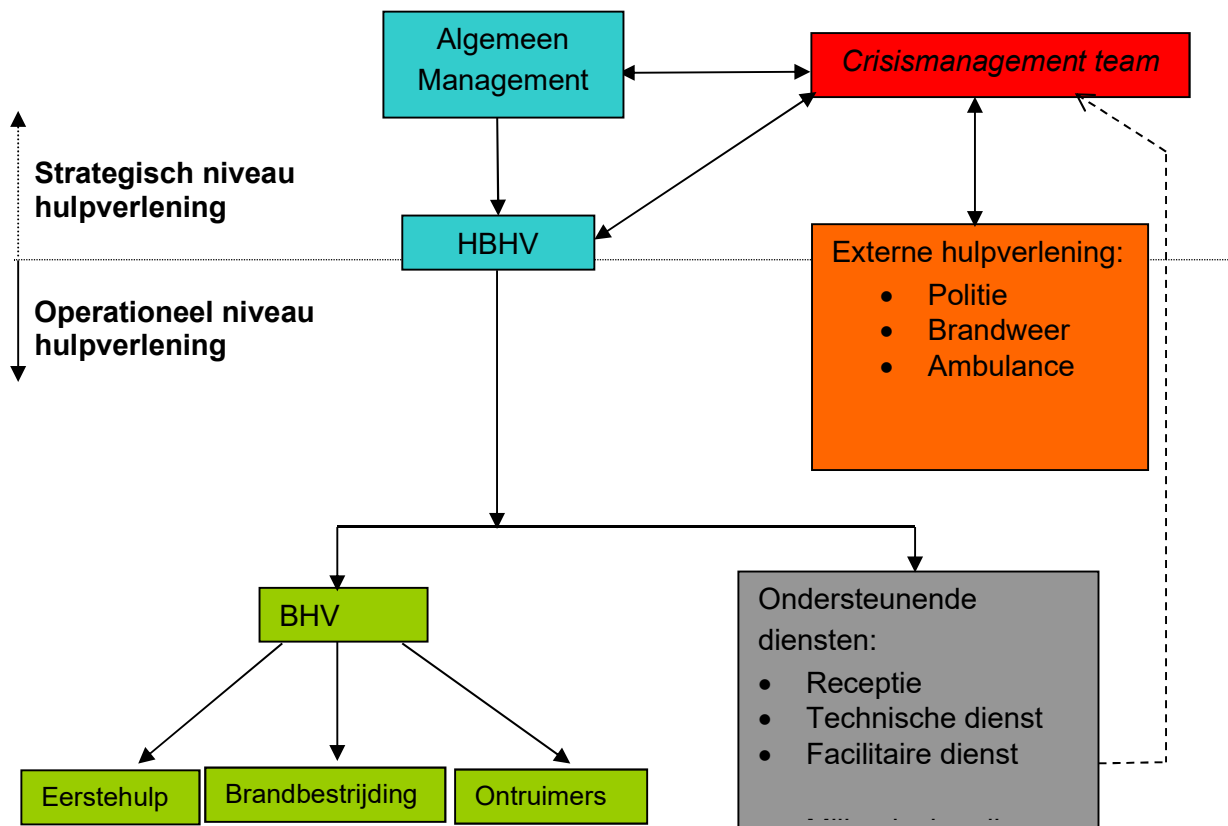 Algemeen
Management
Crisismanagement team
Strategisch niveau
hulpverlening
HBHV
Externe hulpverlening:
• Politie
• Brandweer
• Ambulance
Operationeel niveau
hulpverlening
BHV
Ondersteunende
diensten:
• Receptie
• Technische dienst
• Facilitaire dienst
Eerstehulp
Brandbestrijding
Ontruimers